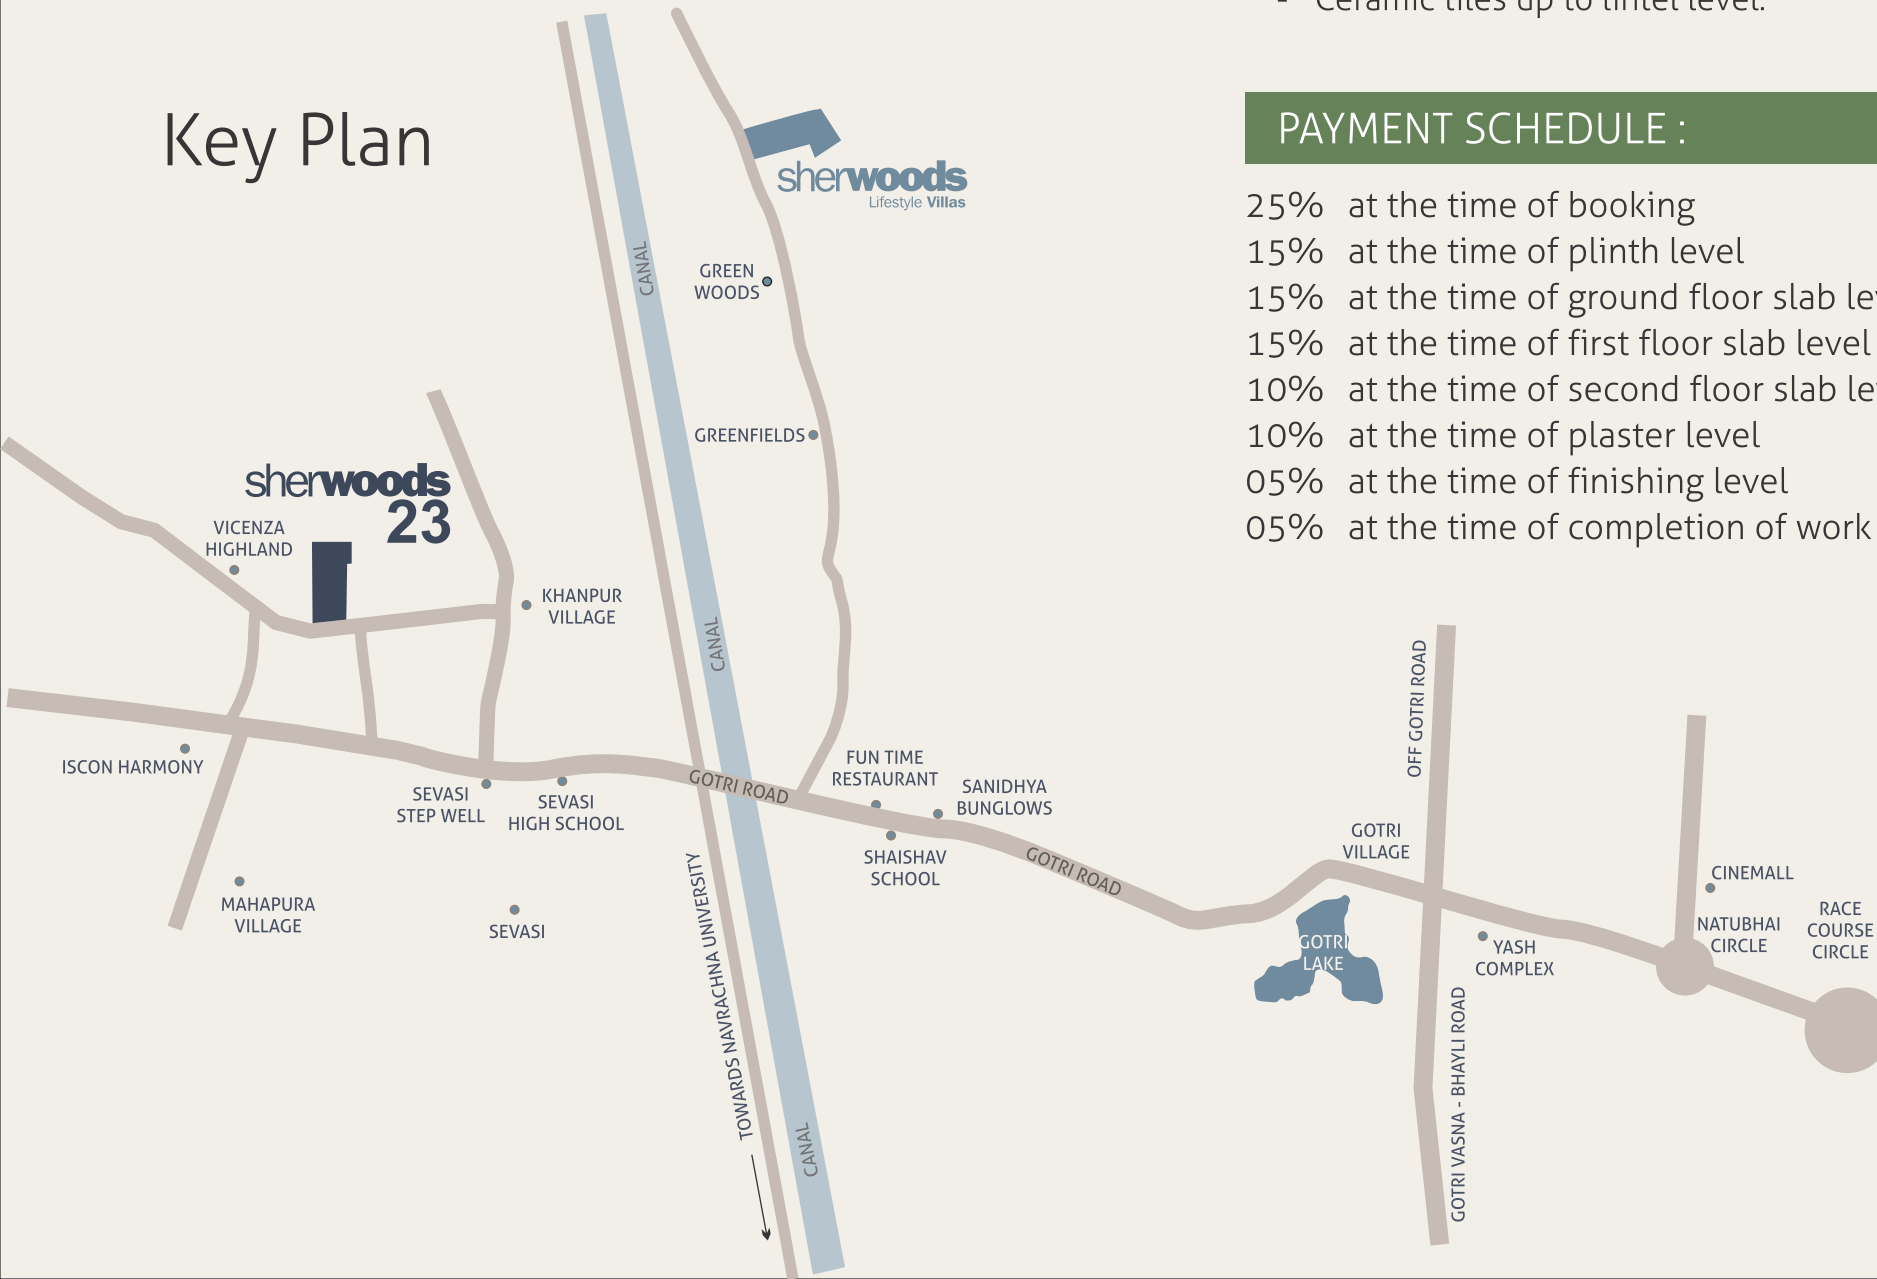 - Ceramic tiles up to lintel level.
Key Plan
sherwoods
Lifestyle Villas
PAYMENT SCHEDULE :
25% at the time of booking
15% at the time of plinth level
15% at the time of ground floor slab le
15% at the time of first floor slab level
10% at the time of second floor slab le
10% at the time of plaster level
05% at the time of finishing level
05% at the time of completion of work
CANAL
GREEN
WOODS
GREENFIELDS
sherwoods
23
VICENZA
HIGHLAND
KHANPUR
VILLAGE
CANAL
OFF GOTRI ROAD
ISCON HARMONY
SEVASI
STEP WELL
SEVASI
HIGH SCHOOL
GOTRI ROAD
FUN TIME
RESTAURANT
SANIDHYA
BUNGLOWS
SHAISHAV
SCHOOL
GOTRI ROAD
GOTRI
VILLAGE
CINEMALL
NATUBHAI
CIRCLE
RACE
COURSE
CIRCLE
MAHAPURA
VILLAGE
SEVASI
GOTRI
LAKE
YASH
COMPLEX
TOWARDS NAVRACHNA UNIVERSITY
CANAL
GOTRI VASNA - BHAYLI ROAD